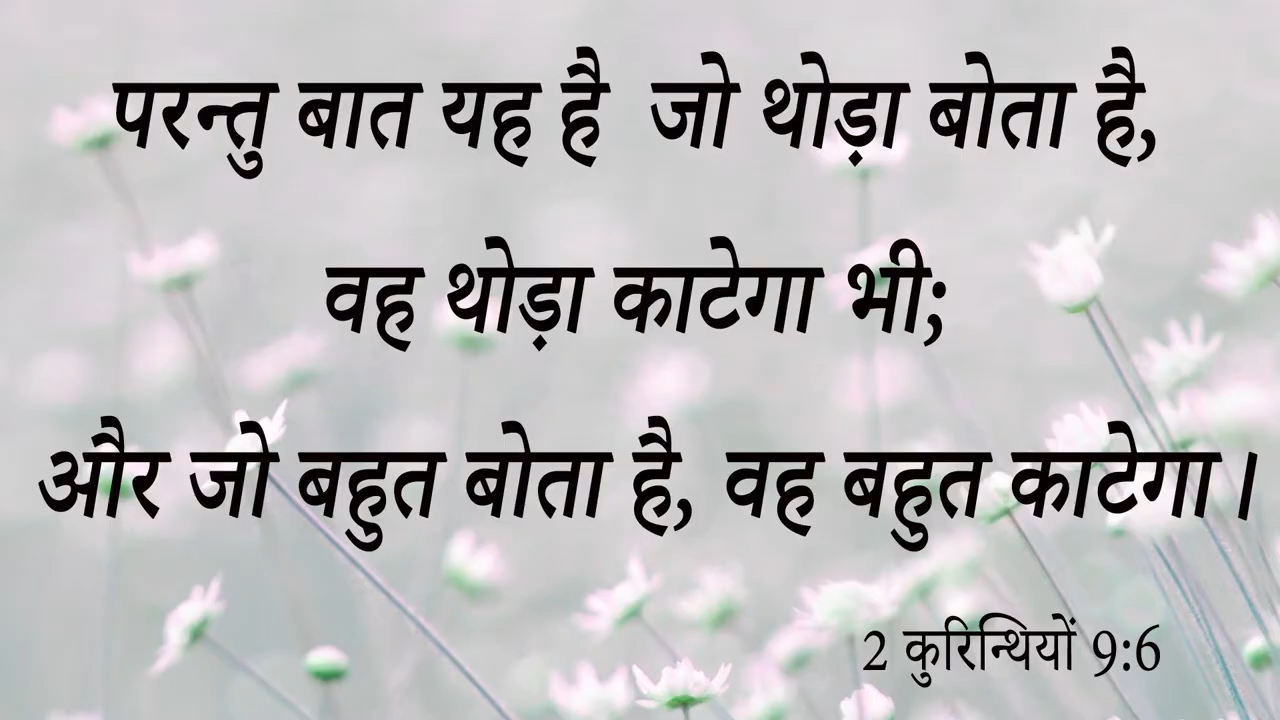 परन्तु बात यह है जो थोड़ा बोता है,
वह थोड़ा काटेगा भी;
और जो बहुत बोता है, वह बहुत काटेगा।
2 कुरिन्थियों 9:6